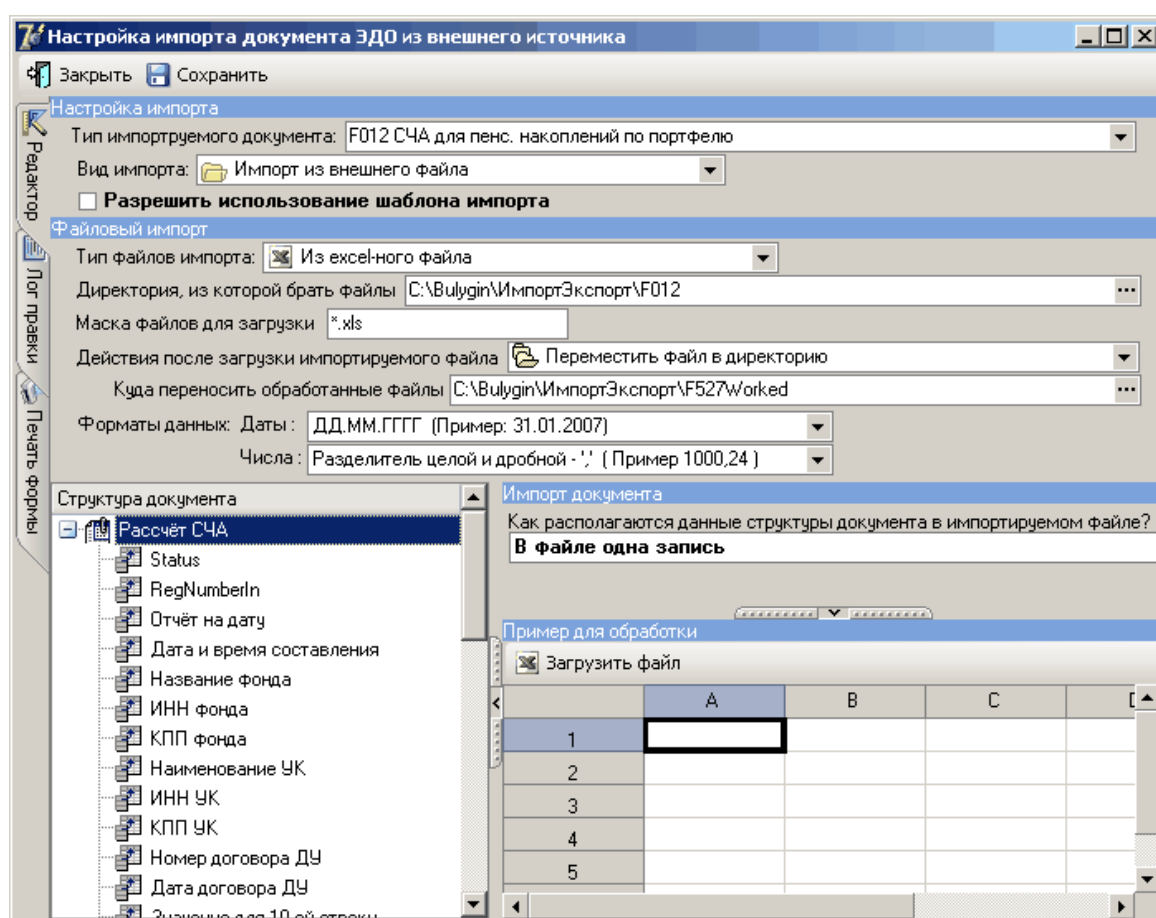 Настройка импорта документа ЭДО из внешнего источника
Закрыть Сохранить
Редактор
Лог правки
Печать формы
Настройка импорта
Тип импортруемого документа: F012 СЧА для пенс. накоплений по портфелю
Вид импорта: Импорт из внешнего файла
Разрешить использование шаблона импорта
Файловый импорт
Тип файлов импорта: Из excel-ного файла
Директория, из которой брать файлы C:\Bulygin\ИмпортЭкспорт\F012
Маска файлов для загрузки *.xls
Действия после загрузки импортируемого файла Переместить файл в директорию
Куда переносить обработанные файлы C:\Bulygin\ИмпортЭкспорт\F527Worked
Форматы данных: Даты : ДД.ММ.ГГГГ (Пример: 31.01.2007)
Числа : Разделитель целой и дробной - ',' ( Пример 1000,24 )
Структура документа
Рассчёт СЧА
Status
RegNumberIn
Отчёт на дату
Дата и время составления
Название фонда
ИНН фонда
КПП фонда
Наименование УК
ИНН УК
КПП УК
Номер договора ДУ
Дата договора ДУ
Значение для 10-ой строки
Импорт документа
Как располагаются данные структуры документа в импортируемом файле?
В файле одна запись
Пример для обработки
Загрузить файл
A B C D
1
2
3
4
5